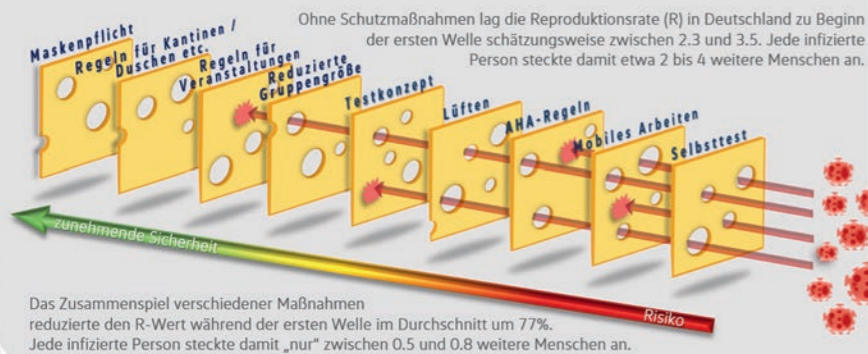 Ohne Schutzmaßnahmen lag die Reproduktionsrate (R) in Deutschland zu Beginn
der ersten Welle schätzungsweise zwischen 2.3 und 3.5. Jede infizierte
Person steckte damit etwa 2 bis 4 weitere Menschen an.
Maskenpflicht
Regeln für Kantinen /
Duschen etc.
Regeln für
Veranstaltungen
Reduzierte
Gruppengröße
Testkonzept
Lüften
AHA-Regeln
Mobiles Arbeiten
Selbsttest
zunehmende Sicherheit
Risiko
Das Zusammenspiel verschiedener Maßnahmen
reduzierte den R-Wert während der ersten Welle im Durchschnitt um 77%.
Jede infizierte Person steckte damit „nur" zwischen 0.5 und 0.8 weitere Menschen an.